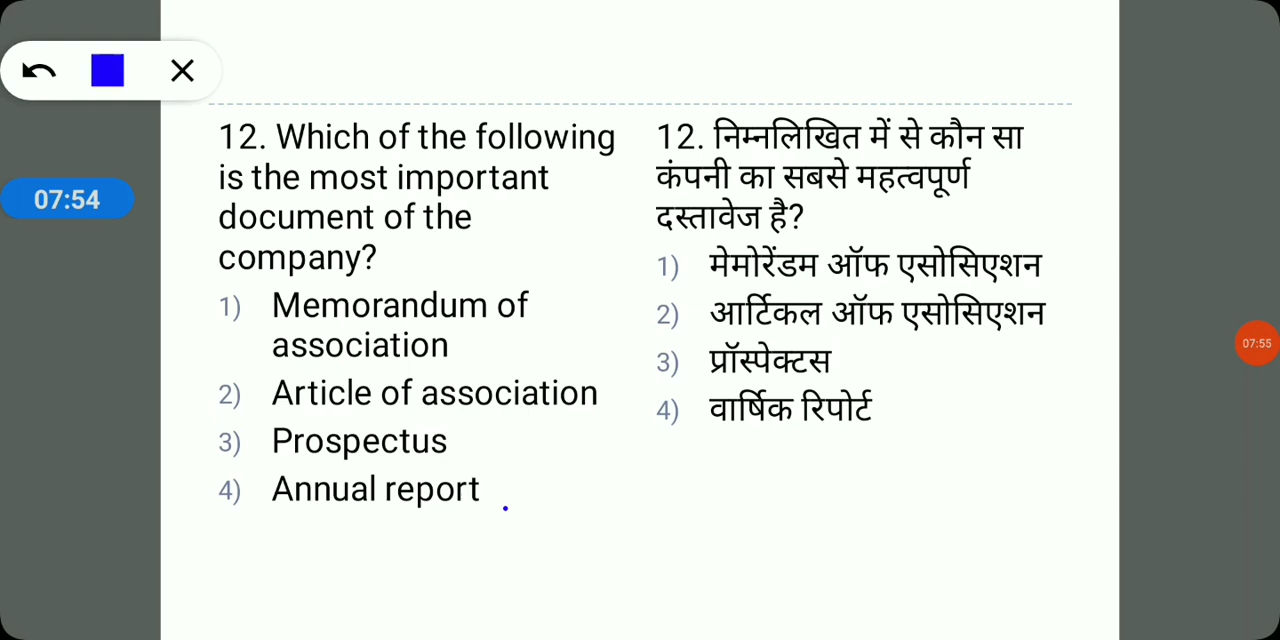 07:54
12. Which of the following
is the most important
document of the
company?
1) Memorandum of
association
2) Article of association
3) Prospectus
4) Annual report
12. निम्नलिखित में से कौन सा
कंपनी का सबसे महत्वपूर्ण
दस्तावेज है?
1) मेमोरेंडम ऑफ एसोसिएशन
2) आर्टिकल ऑफ एसोसिएशन
3) प्रॉस्पेक्टस
4) वार्षिक रिपोर्ट
07:55